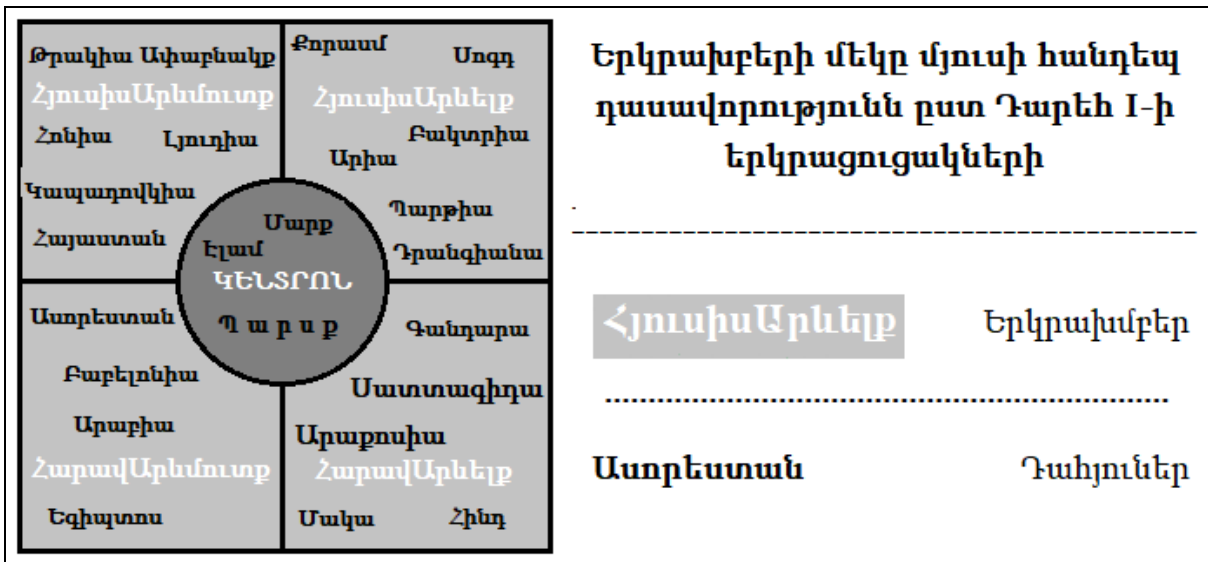 Թրակիա Ափաբնակք
ՀյուսիսԱրևմուտք
Հոնիա Լյուդիա
Կապադովկիա
Հայաստան
Քորասմ Սոգդ
ՀյուսիսԱրևելք
Բակտրիա
Արիա
Պարթիա
Դրանգիանա
Մարք
Էլամ
ԿԵՆՏՐՈՆ
Պարսք
Ասորեստան
Բաբելոնիա
Արաբիա
ՀարավԱրևմուտք
Եգիպտոս
Գանդարա
Սատտագիդա
Արաքոսիա
ՀարավԱրևելք
Մակա Հինդ
Երկրախբերի մեկը մյուսի հանդեպ
դասավորությունն ըստ Դարեհ I-ի
երկրացուցակների
ՀյուսիսԱրևելք Երկրախմբեր
Ասորեստան Դահյուներ